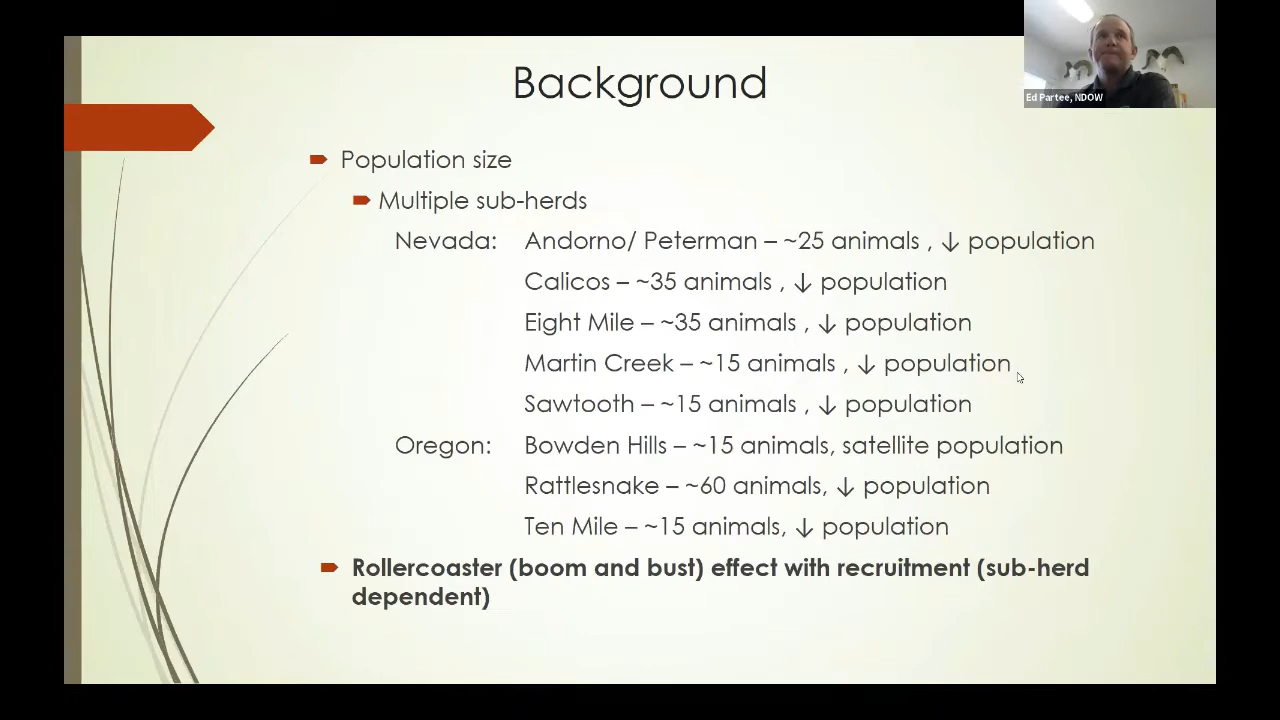 Background
Ed Partee, NDOW
Population size
Multiple sub-herds
Nevada: Andorno/ Peterman – ~25 animals , ↓ population
Calicos – ~35 animals , ↓ population
Eight Mile – ~35 animals , ↓ population
Martin Creek – ~15 animals , ↓ population
Sawtooth – ~15 animals , ↓ population
Oregon: Bowden Hills – ~15 animals, satellite population
Rattlesnake – ~60 animals, ↓ population
Ten Mile – ~15 animals, ↓ population
Rollercoaster (boom and bust) effect with recruitment (sub-herd
dependent)